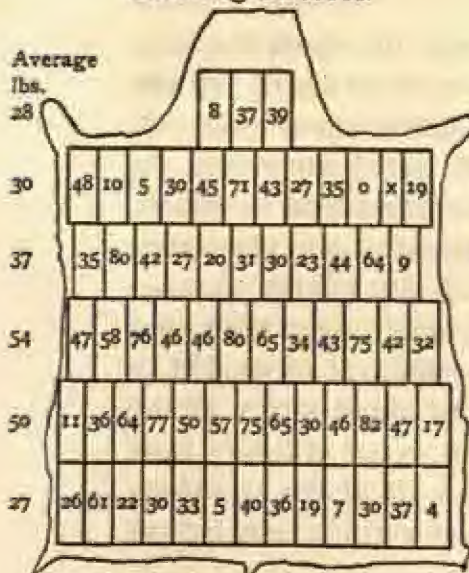 Average
lbs.
28 8 37 39
30 48 10 5 30 45 71 43 27 35 0 x 19
37 35 80 42 27 20 31 30 23 44 64 9
54 47 58 76 46 46 80 65 34 43 75 42 32
50 11 36 64 77 50 57 75 65 30 46 82 47 17
27 26 61 22 30 33 5 40 36 19 7 30 37 4